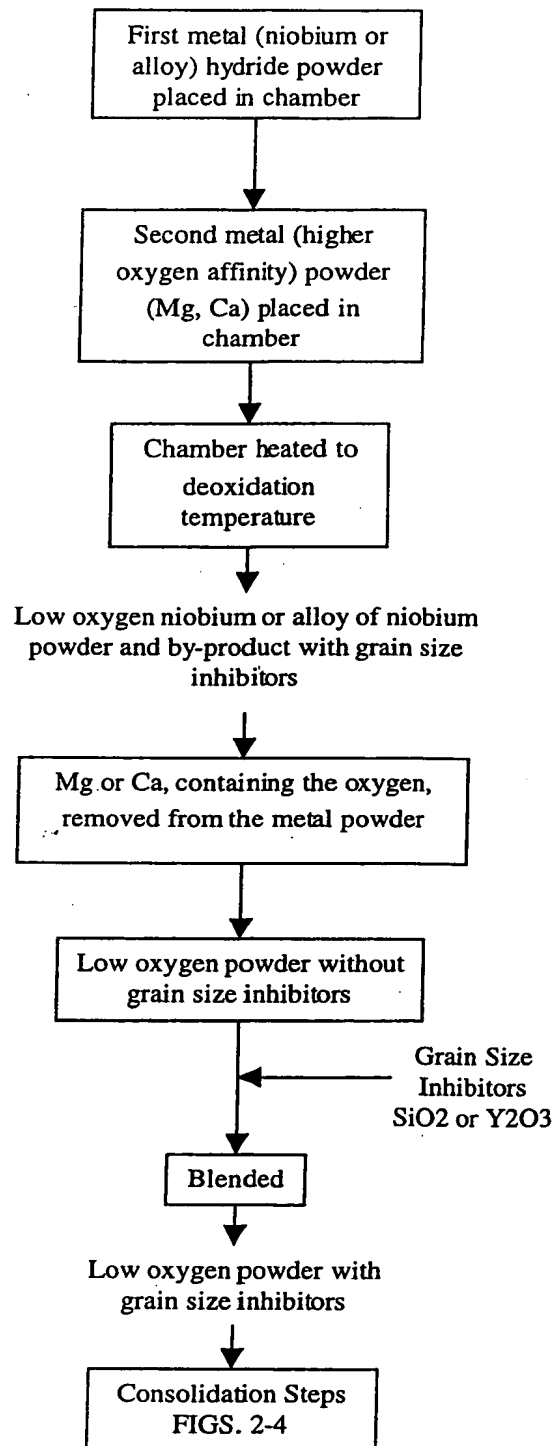 First metal (niobium or
alloy) hydride powder
placed in chamber
Second metal (higher
oxygen affinity) powder
(Mg, Ca) placed in
chamber
Chamber heated to
deoxidation
temperature
Low oxygen niobium or alloy of niobium
powder and by-product with grain size
inhibitors
Mg or Ca, containing the oxygen,
removed from the metal powder
Low oxygen powder without
grain size inhibitors
Grain Size
Inhibitors
SiO2 or Y2O3
Blended
Low oxygen powder with
grain size inhibitors
Consolidation Steps
FIGS. 2-4